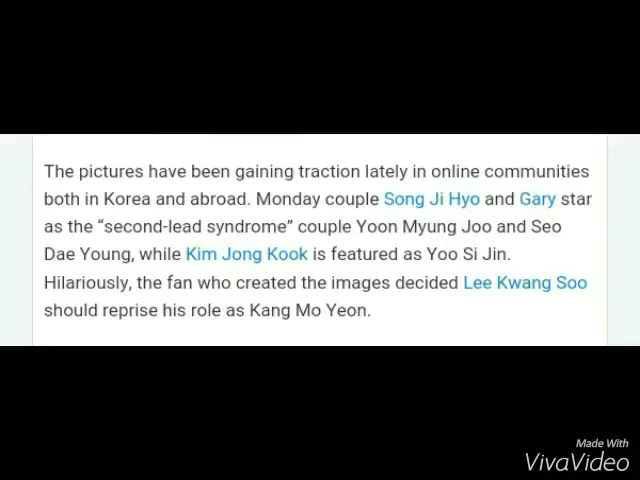 The pictures have been gaining traction lately in online communities
both in Korea and abroad. Monday couple Song Ji Hyo and Gary star
as the “second-lead syndrome” couple Yoon Myung Joo and Seo
Dae Young, while Kim Jong Kook is featured as Yoo Si Jin.
Hilariously, the fan who created the images decided Lee Kwang Soo
should reprise his role as Kang Mo Yeon.
Made With
VivaVideo